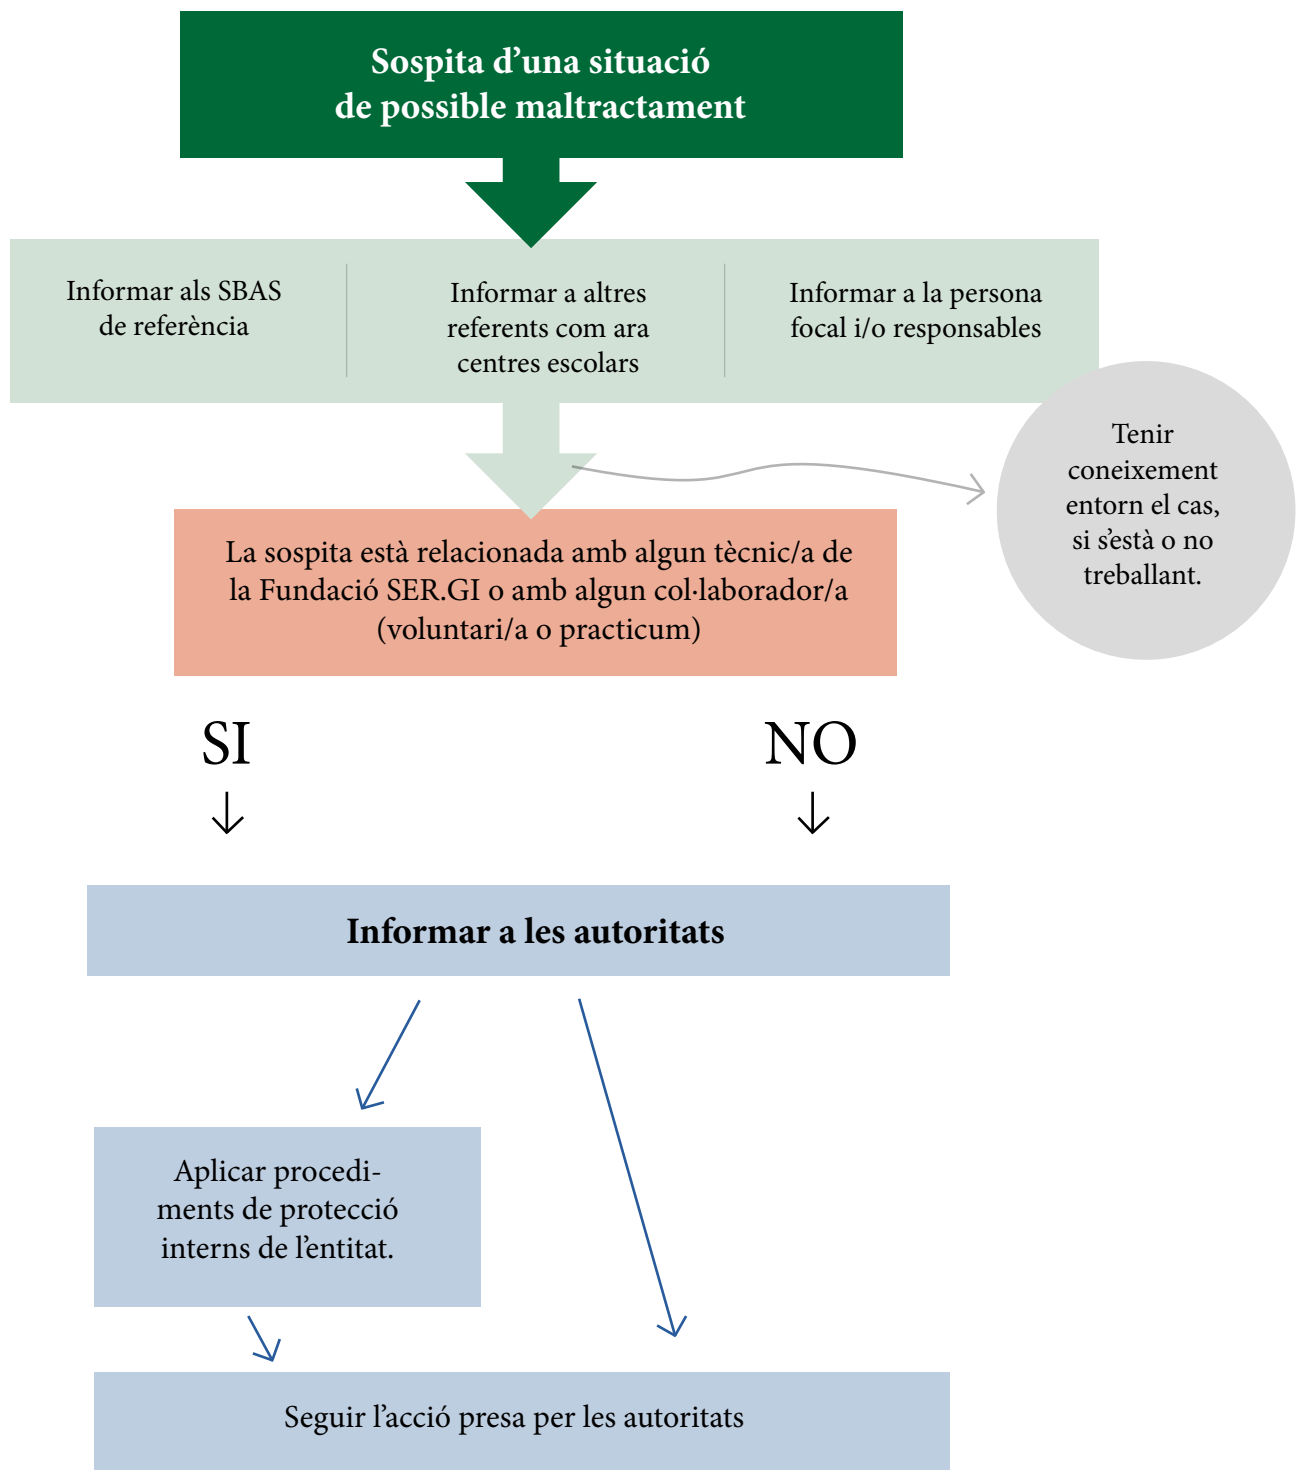 Sospita d’una situació
de possible maltractament
Informar als SBAS
de referència
Informar a altres
referents com ara
centres escolars
Informar a la persona
focal i/o responsables
Tenir
coneixement
entorn el cas,
si s’està o no
treballant.
La sospita està relacionada amb algun tècnic/a de
la Fundació SER.GI o amb algun col·laborador/a
(voluntari/a o practicum)
SI
NO
Informar a les autoritats
Aplicar procedi-
ments de protecció
interns de l’entitat.
Seguir l’acció presa per les autoritats